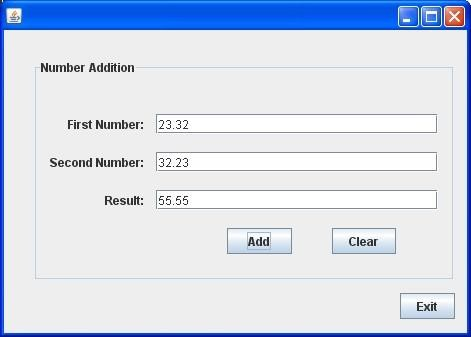 Number Addition
First Number: 23.32
Second Number: 32.23
Result: 55.55
Add Clear
Exit